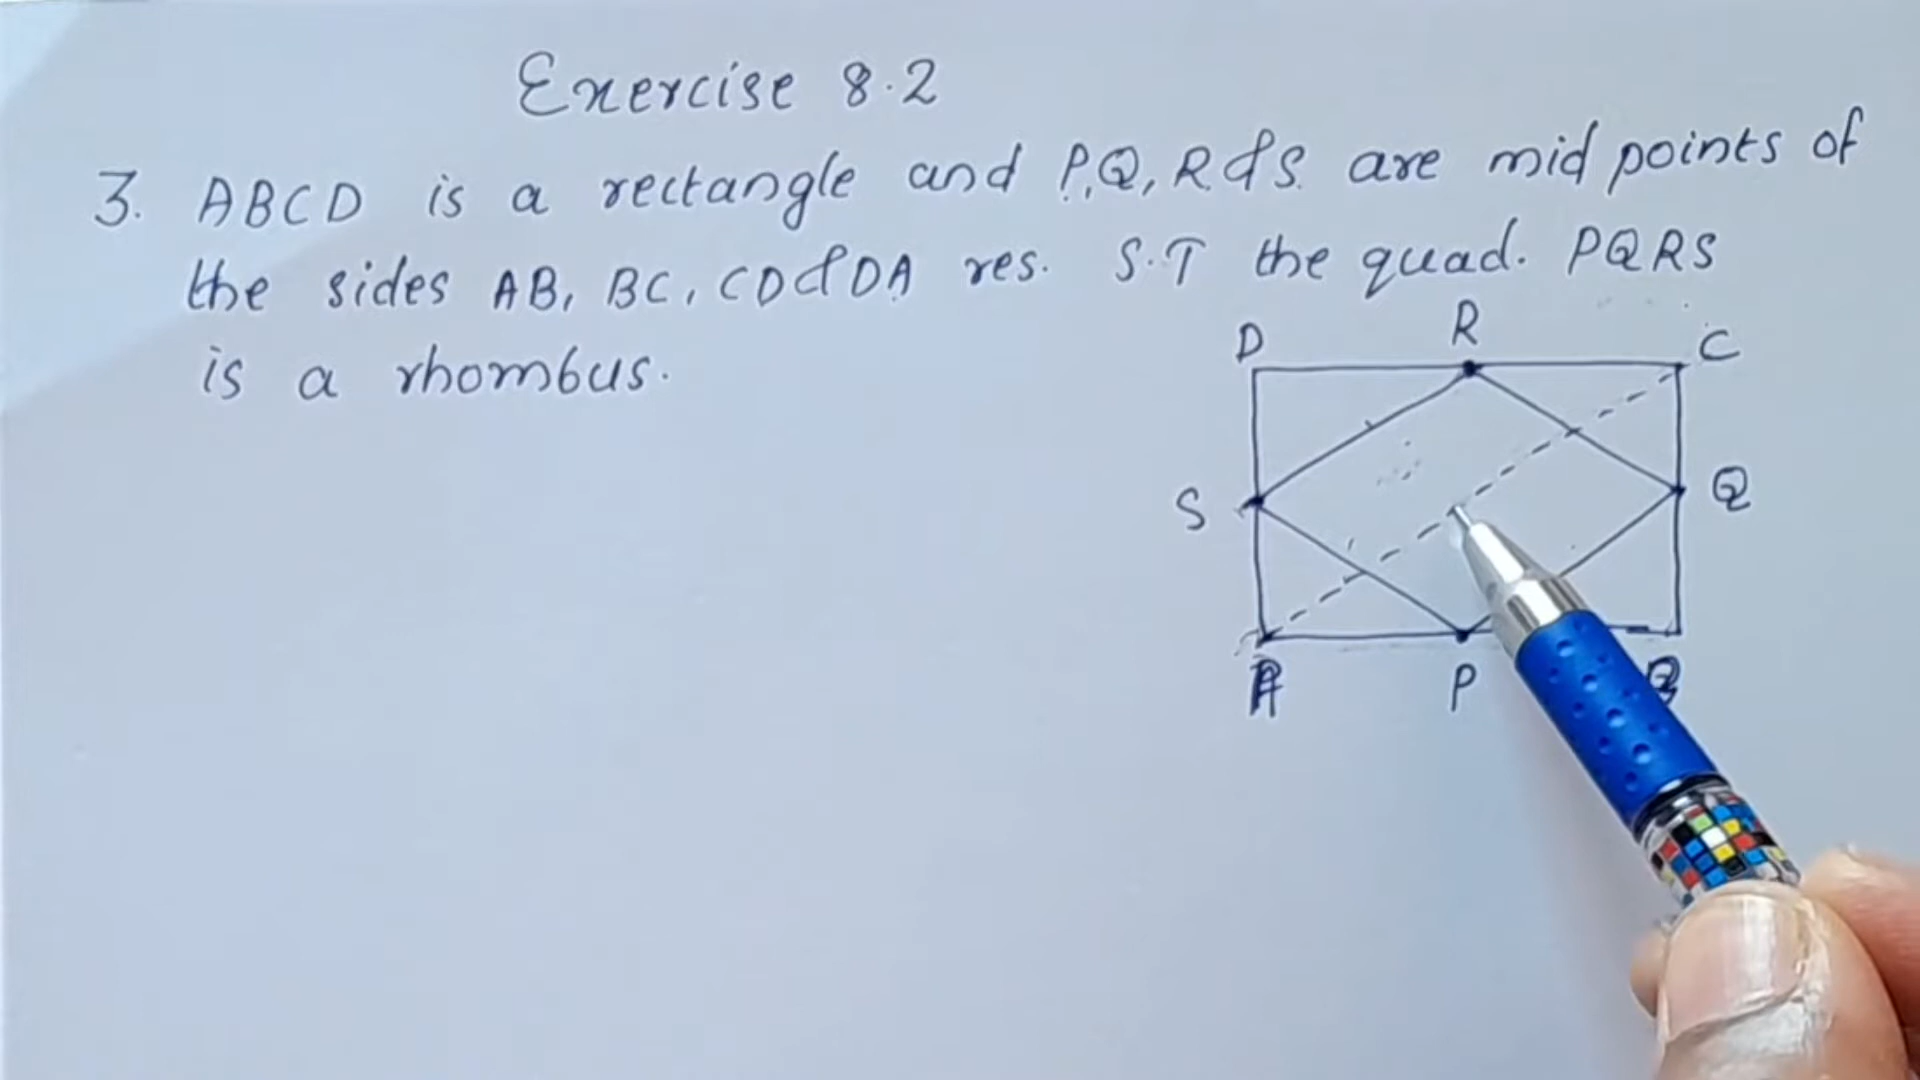 Exercise 8.2
3. ABCD is a rectangle and P,Q,R&S. are mid points of
the sides AB, BC, CD&DA res. S.T the quad. PQRS
is a rhombus.
D R C
S Q
A P B